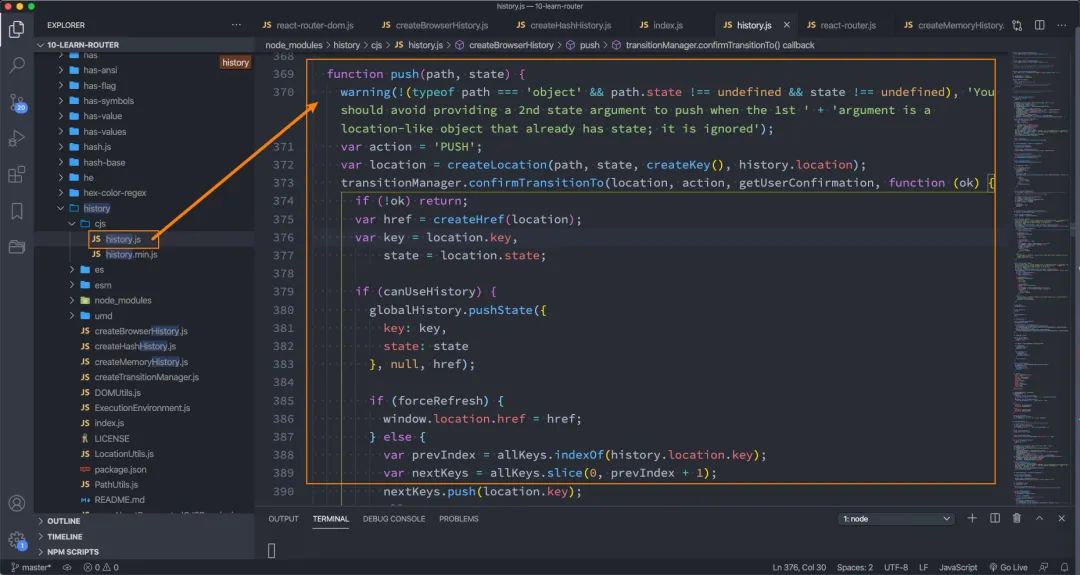 history.js — 10-learn-router
EXPLORER
react-router-dom.js
JS createBrowserHistory.js
JS createHashHistory.js
JS index.js
JS history.js
JS react-router.js
JS createMemoryHistory.
10-LEARN-ROUTER
node_modules > history > cjs > JS history.js > createBrowserHistory > push > transitionManager.confirmTransitionTo() callback
history
has
has-ansi
has-flag
has-symbols
has-value
has-values
hash.js
hash-base
he
hex-color-regex
history
cjs
JS history.js
JS history.min.js
es
esm
node_modules
umd
JS createBrowserHistory.js
JS createHashHistory.js
JS createMemoryHistory.js
JS createTransitionManager.js
JS DOMUtils.js
JS ExecutionEnvironment.js
JS index.js
LICENSE
JS LocationUtils.js
package.json
JS PathUtils.js
README.md
OUTLINE
TIMELINE
NPM SCRIPTS
20
1
368
369 function push(path, state) {
370 warning(!(typeof path === 'object' && path.state !== undefined && state !== undefined), 'You
should avoid providing a 2nd state argument to push when the 1st ' + 'argument is a
location-like object that already has state; it is ignored');
371 var action = 'PUSH';
372 var location = createLocation(path, state, createKey(), history.location);
373 transitionManager.confirmTransitionTo(location, action, getUserConfirmation, function (ok) {
374 if (!ok) return;
375 var href = createHref(location);
376 var key = location.key,
377 state = location.state;
378
379 if (canUseHistory) {
380 globalHistory.pushState({
381 key: key,
382 state: state
383 }, null, href);
384
385 if (forceRefresh) {
386 window.location.href = href;
387 } else {
388 var prevIndex = allKeys.indexOf(history.location.key);
389 var nextKeys = allKeys.slice(0, prevIndex + 1);
390 nextKeys.push(location.key);
OUTPUT
TERMINAL
DEBUG CONSOLE
PROBLEMS
1: node
master*
0
0
Ln 376, Col 30
Spaces: 2
UTF-8
LF
JavaScript
Go Live